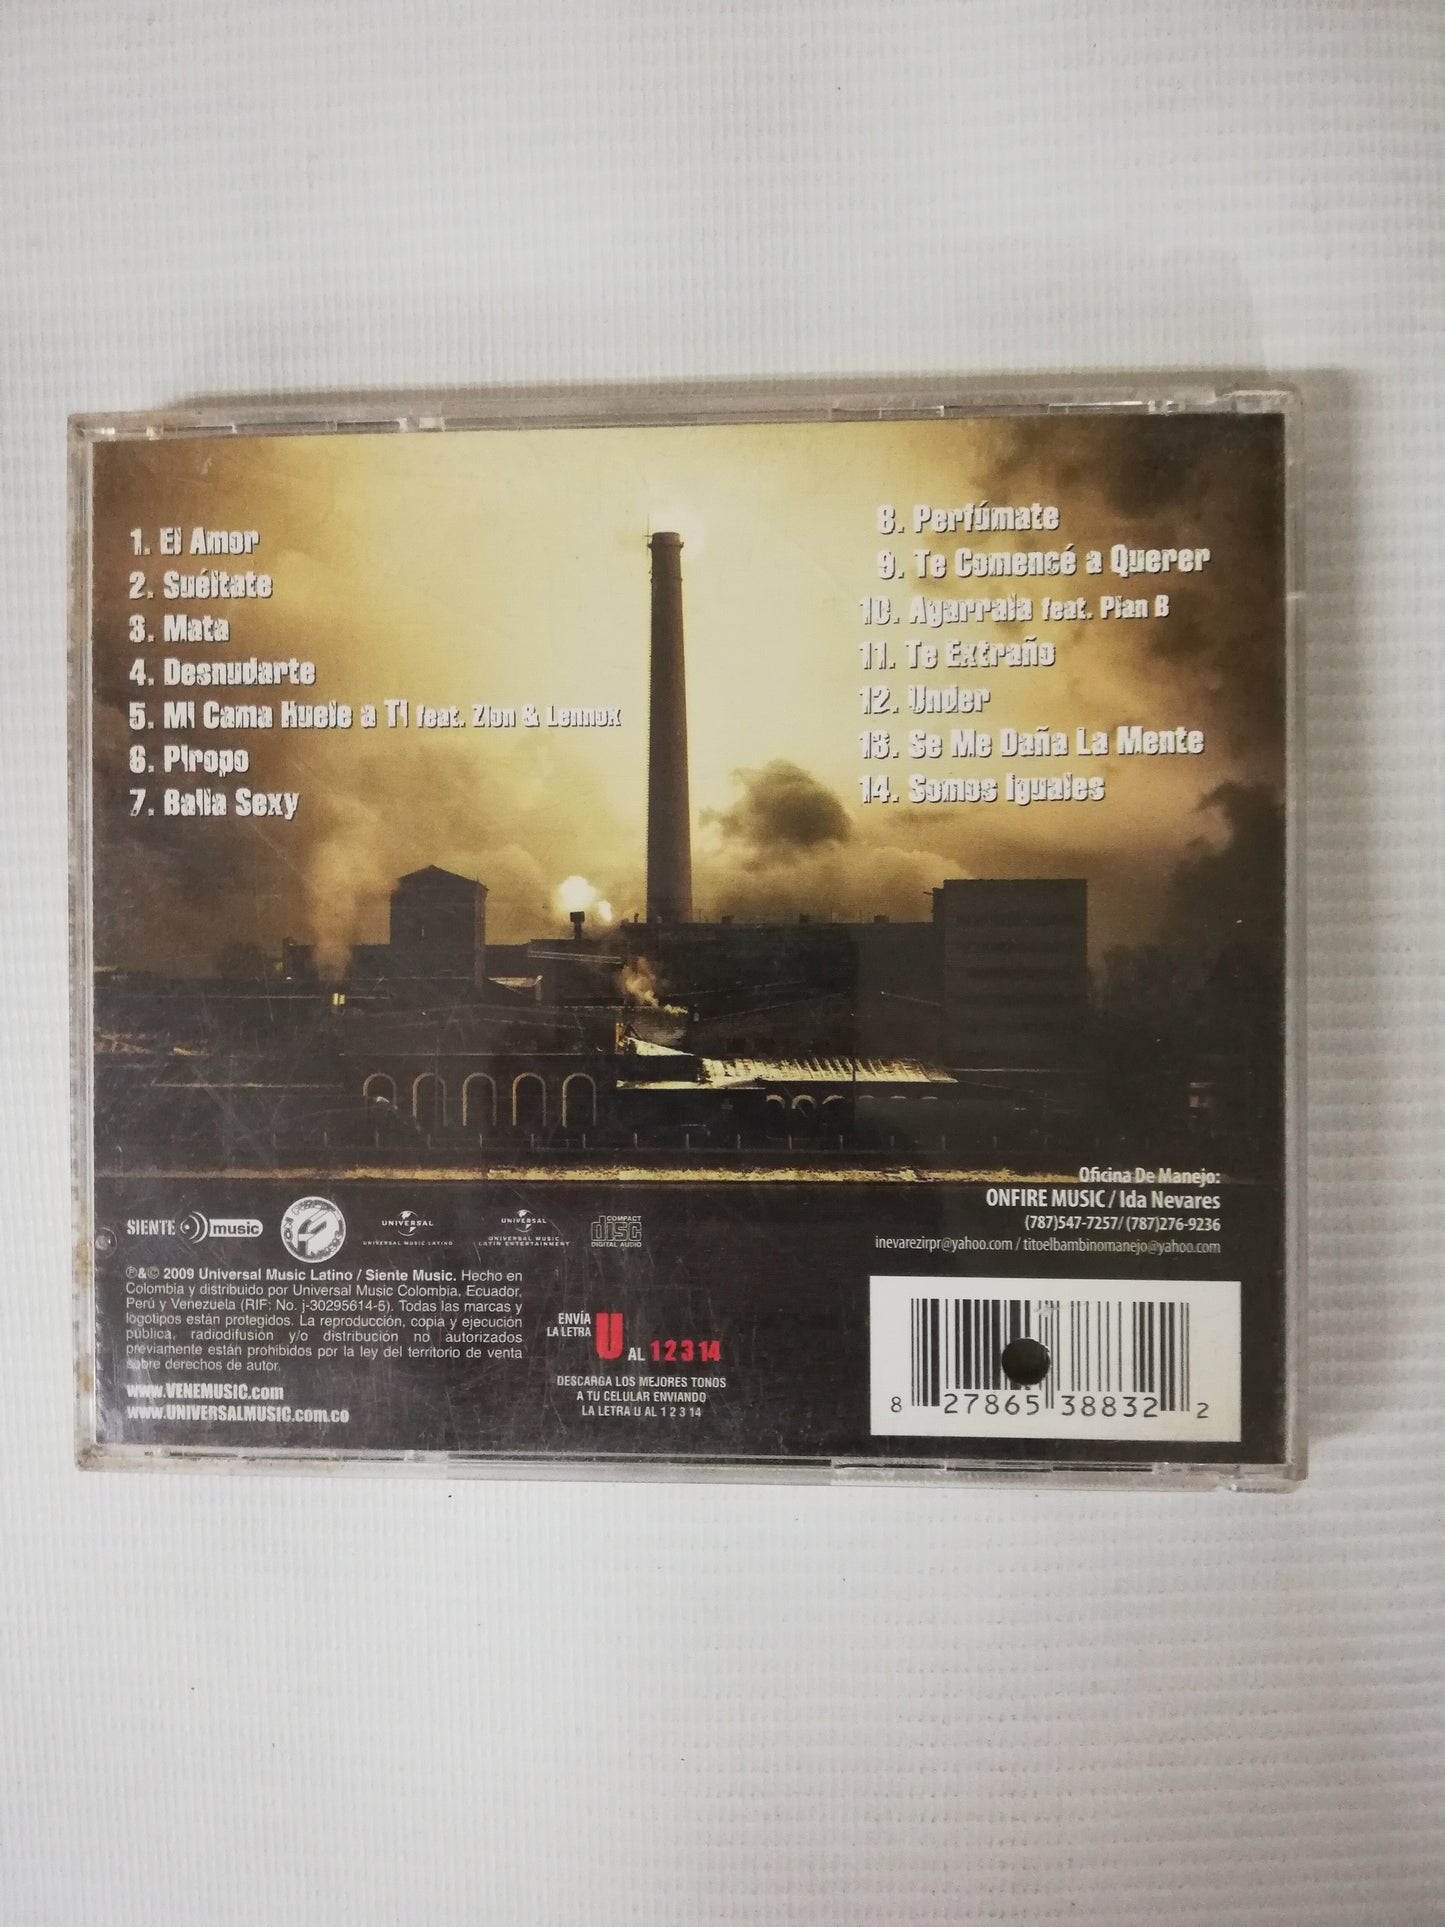 1. El Amor
2. Suéltate
3. Mata
4. Desnudarte
5. Mi Cama Huele a Ti feat. Zion & Lennox
6. Piropo
7. Baila Sexy
8. Perfúmate
9. Te Comencé a Querer
10. Agarrala feat. Plan B
11. Te Extraño
12. Under
13. Se Me Daña La Mente
14. Somos Iguales
Oficina De Manejo:
ONFIRE MUSIC / Ida Nevares
(787)547-7257/ (787)276-9236
inevarezirpr@yahoo.com / titoelbambinomanejo@yahoo.com
SIENTE music
UNIVERSAL
UNIVERSAL MUSIC LATINO
UNIVERSAL
UNIVERSAL MUSIC
LATIN ENTERTAINMENT
COMPACT
disc
DIGITAL AUDIO
℗&© 2009 Universal Music Latino / Siente Music. Hecho en
Colombia y distribuido por Universal Music Colombia, Ecuador,
Perú y Venezuela (RIF: No. j-30295614-5). Todas las marcas y
logotipos están protegidos. La reproducción, copia y ejecución
pública, radiodifusión y/o distribución no autorizados
previamente están prohibidos por la ley del territorio de venta
sobre derechos de autor.
www.VENEMUSIC.com
www.UNIVERSALMUSIC.com.co
ENVÍA
LA LETRA U AL 1 2 3 14
DESCARGA LOS MEJORES TONOS
A TU CELULAR ENVIANDO
LA LETRA U AL 1 2 3 14
8 27865 38832 2